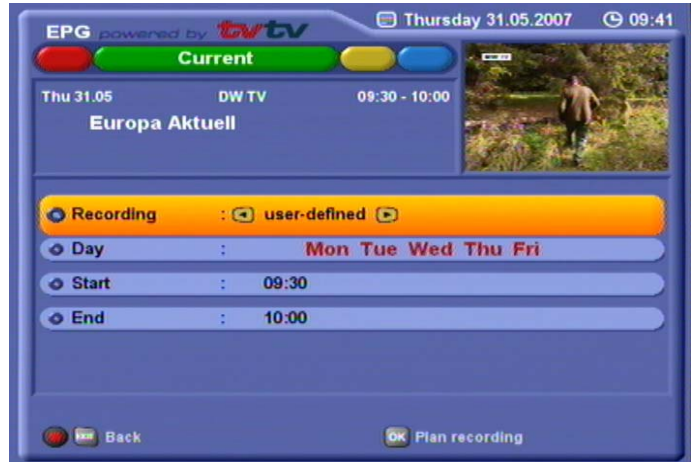 EPG powered by tvtv
Thursday 31.05.2007 09:41
Current
Thu 31.05 DW TV 09:30 - 10:00
Europa Aktuell
Recording : user-defined
Day : Mon Tue Wed Thu Fri
Start : 09:30
End : 10:00
Back OK Plan recording